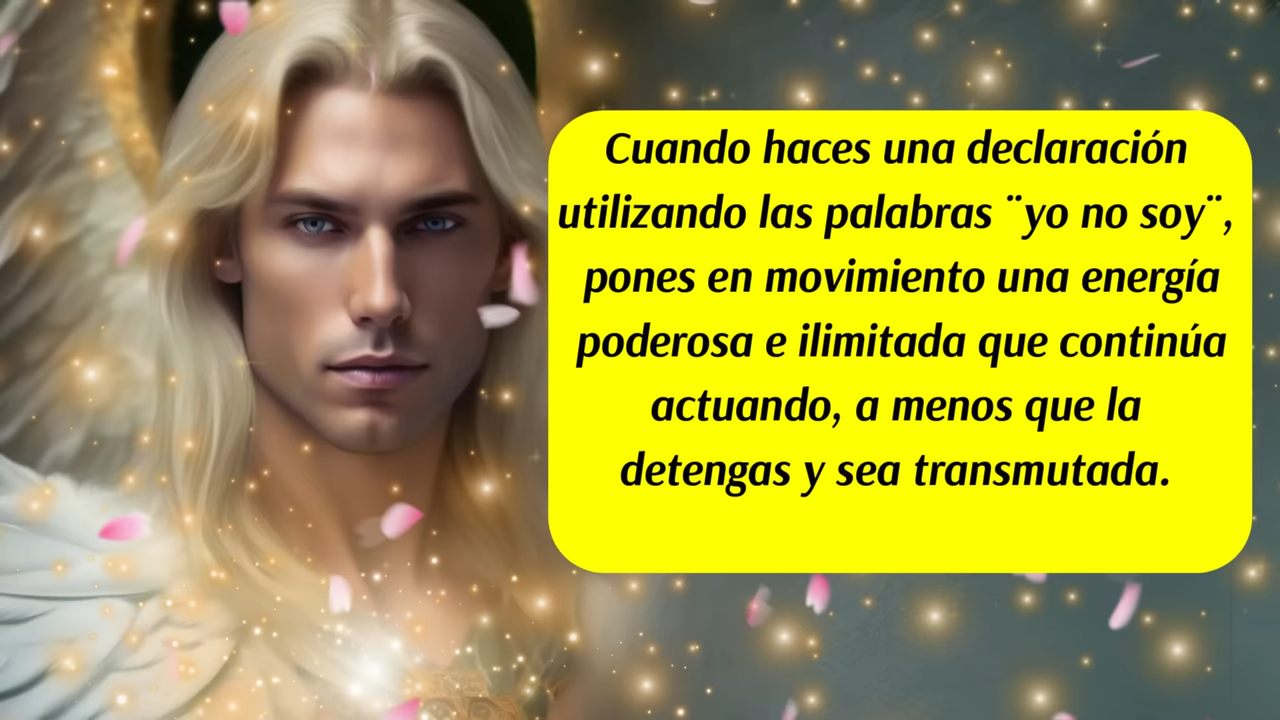 Cuando haces una declaración
utilizando las palabras ¨yo no soy¨,
pones en movimiento una energía
poderosa e ilimitada que continúa
actuando, a menos que la
detengas y sea transmutada.